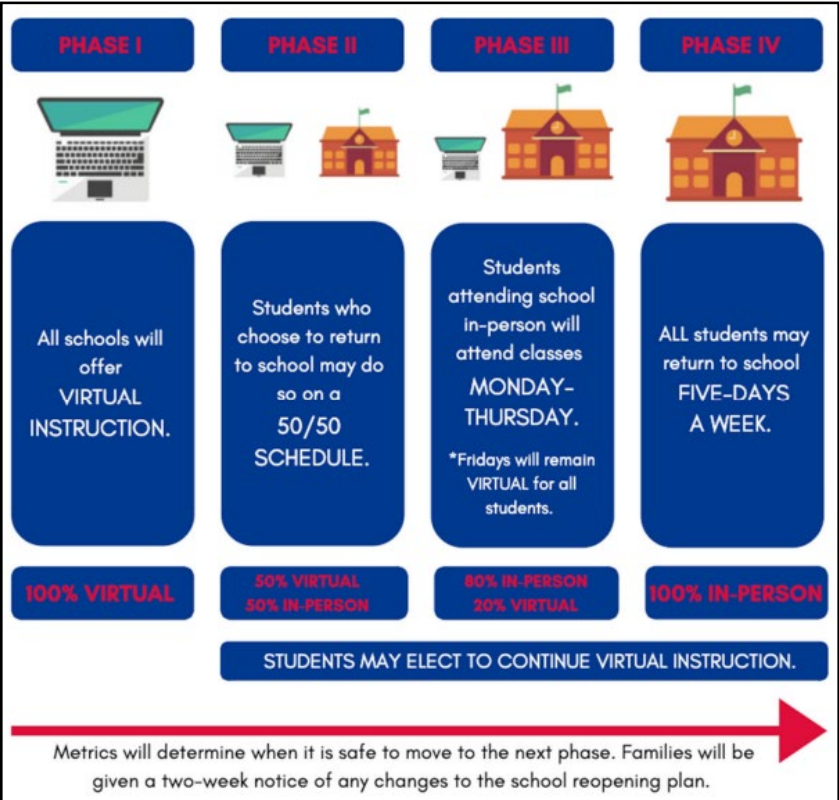 PHASE I
PHASE II
PHASE III
PHASE IV
All schools will
offer
VIRTUAL
INSTRUCTION.
Students who
choose to return
to school may do
so on a
50/50
SCHEDULE.
Students
attending school
in-person will
attend classes
MONDAY-
THURSDAY.
*Fridays will remain
VIRTUAL for all
students.
ALL students may
return to school
FIVE-DAYS
A WEEK.
100% VIRTUAL
50% VIRTUAL
50% IN-PERSON
80% IN-PERSON
20% VIRTUAL
100% IN-PERSON
STUDENTS MAY ELECT TO CONTINUE VIRTUAL INSTRUCTION.
Metrics will determine when it is safe to move to the next phase. Families will be
given a two-week notice of any changes to the school reopening plan.